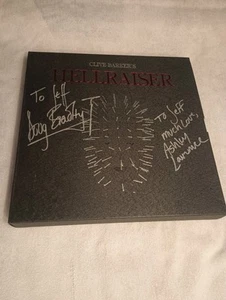 CLIVE BARKER'S
HELLRAISER
To Jeff
Doug Bradley
To Jeff
much love,
Ashley
Laurence